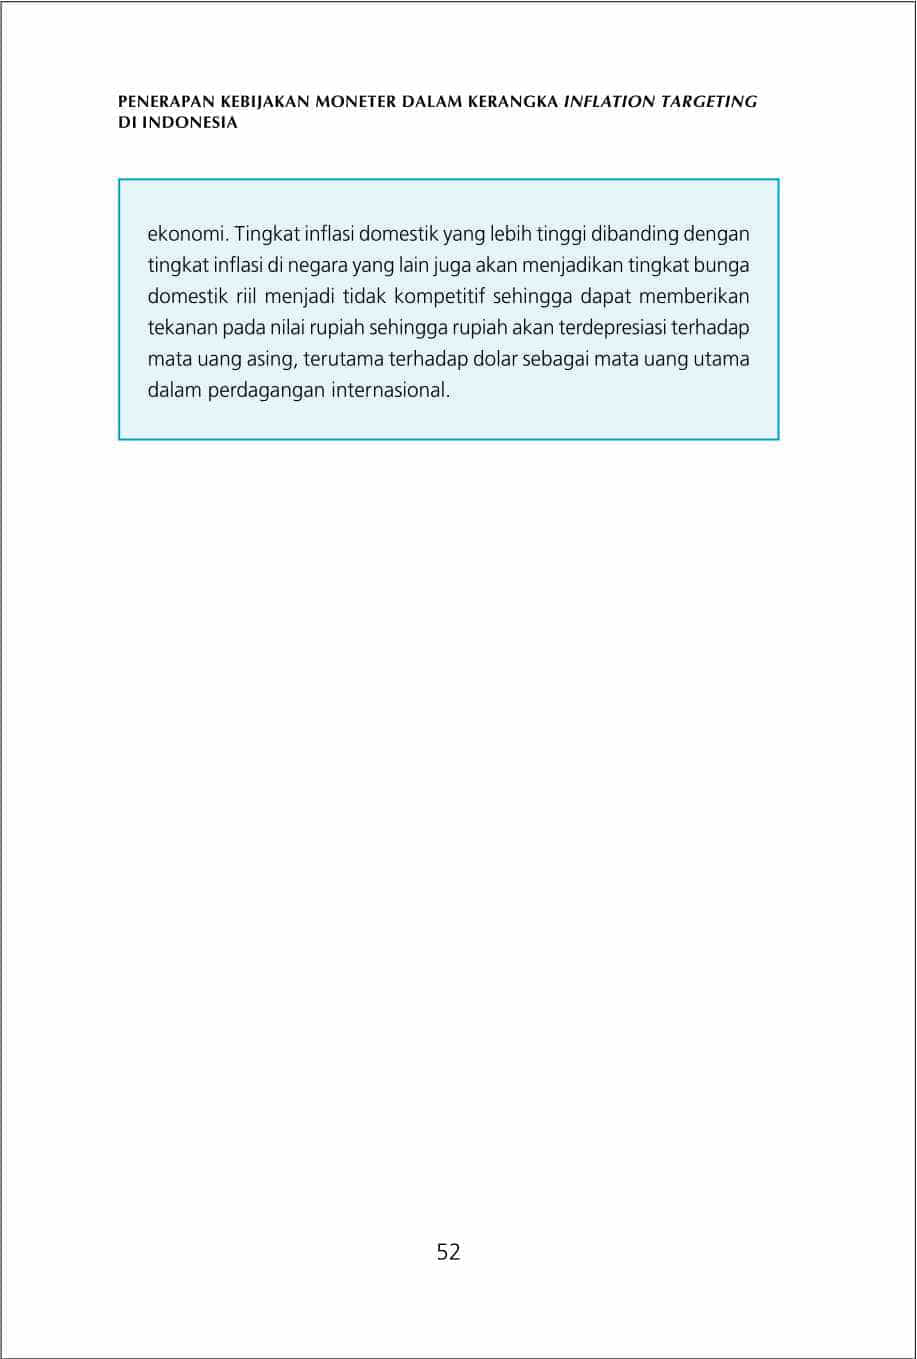 PENERAPAN KEBIJAKAN MONETER DALAM KERANGKA INFLATION TARGETING
DI INDONESIA
ekonomi. Tingkat inflasi domestik yang lebih tinggi dibanding dengan
tingkat inflasi di negara yang lain juga akan menjadikan tingkat bunga
domestik riil menjadi tidak kompetitif sehingga dapat memberikan
tekanan pada nilai rupiah sehingga rupiah akan terdepresiasi terhadap
mata uang asing, terutama terhadap dolar sebagai mata uang utama
dalam perdagangan internasional.
52